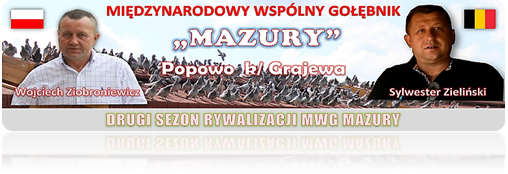 MIĘDZYNARODOWY WSPÓLNY GOŁĘBNIK
„MAZURY”
Popowo k/ Grajewa
Wojciech Ziobroniewicz
Sylwester Zieliński
DRUGI SEZON RYWALIZACJI MWG MAZURY